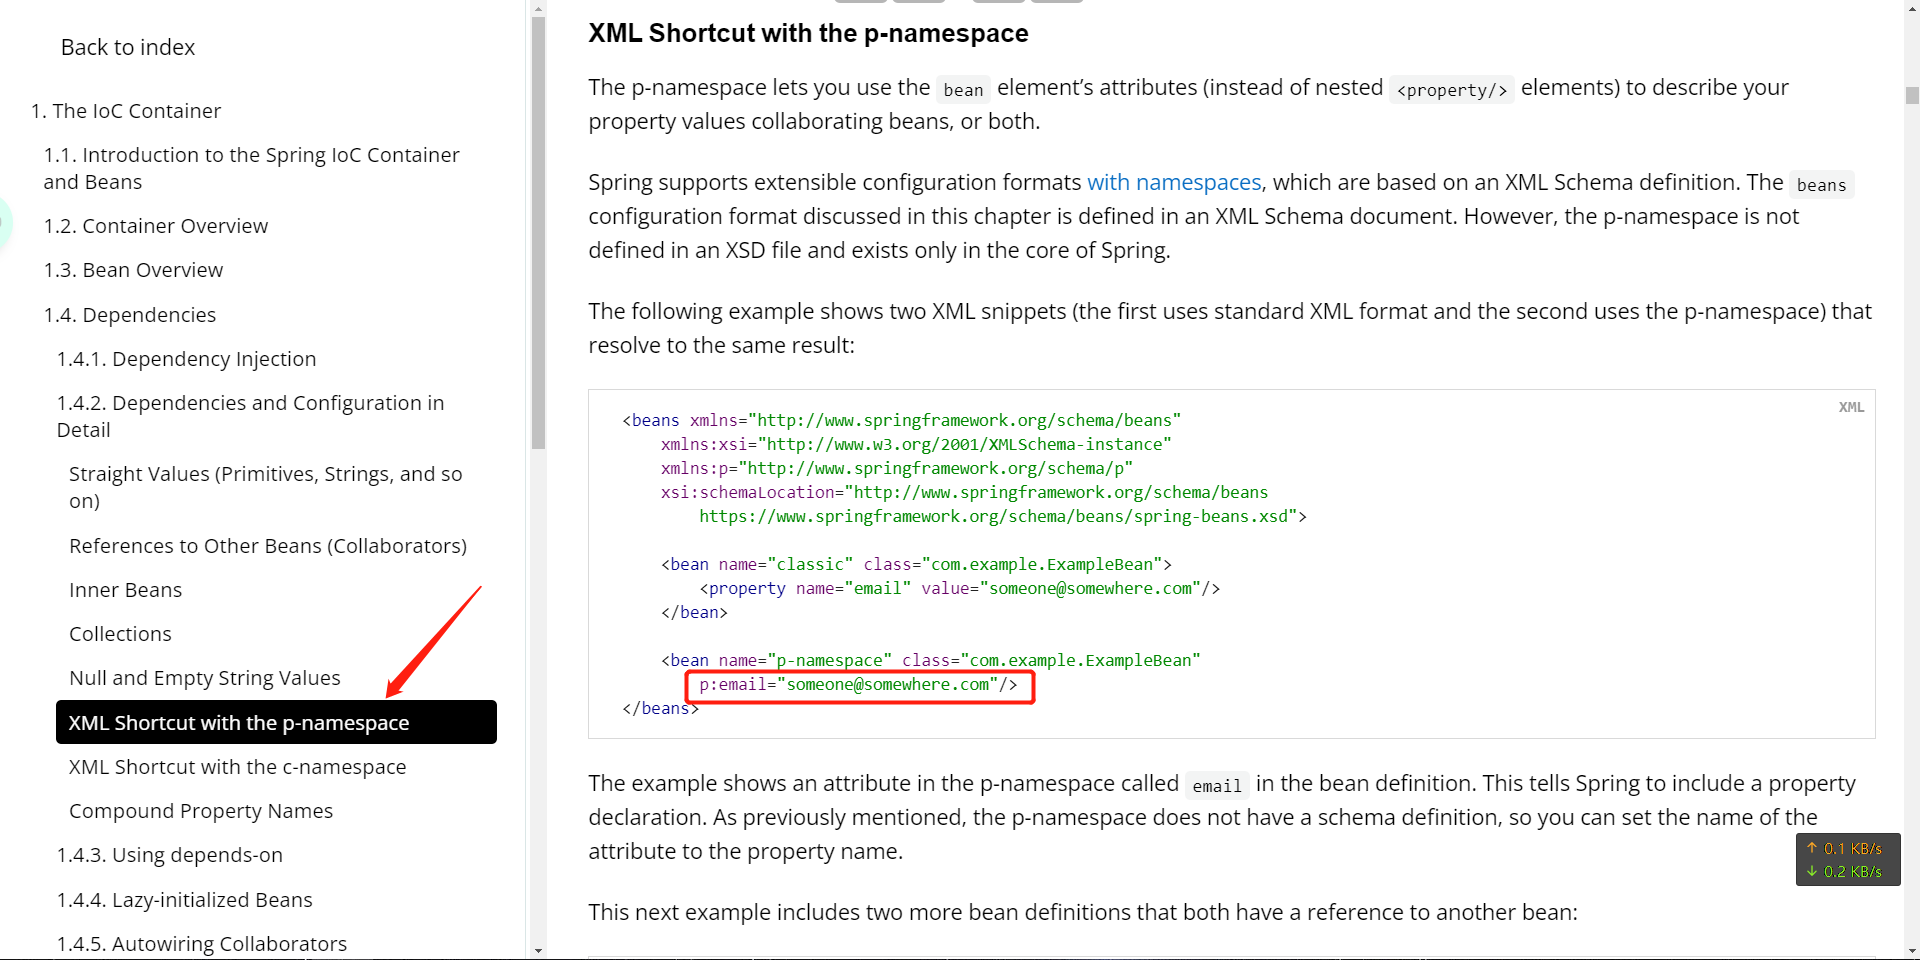 Back to index
1. The IoC Container
1.1. Introduction to the Spring IoC Container
and Beans
1.2. Container Overview
1.3. Bean Overview
1.4. Dependencies
1.4.1. Dependency Injection
1.4.2. Dependencies and Configuration in
Detail
Straight Values (Primitives, Strings, and so
on)
References to Other Beans (Collaborators)
Inner Beans
Collections
Null and Empty String Values
XML Shortcut with the p-namespace
XML Shortcut with the c-namespace
Compound Property Names
1.4.3. Using depends-on
1.4.4. Lazy-initialized Beans
1.4.5. Autowiring Collaborators
XML Shortcut with the p-namespace
The p-namespace lets you use the bean element’s attributes (instead of nested <property/> elements) to describe your
property values collaborating beans, or both.
Spring supports extensible configuration formats with namespaces, which are based on an XML Schema definition. The beans
configuration format discussed in this chapter is defined in an XML Schema document. However, the p-namespace is not
defined in an XSD file and exists only in the core of Spring.
The following example shows two XML snippets (the first uses standard XML format and the second uses the p-namespace) that
resolve to the same result:
XML
<beans xmlns="http://www.springframework.org/schema/beans"
xmlns:xsi="http://www.w3.org/2001/XMLSchema-instance"
xmlns:p="http://www.springframework.org/schema/p"
xsi:schemaLocation="http://www.springframework.org/schema/beans
https://www.springframework.org/schema/beans/spring-beans.xsd">
<bean name="classic" class="com.example.ExampleBean">
<property name="email" value="someone@somewhere.com"/>
</bean>
<bean name="p-namespace" class="com.example.ExampleBean"
p:email="someone@somewhere.com"/>
</beans>
The example shows an attribute in the p-namespace called email in the bean definition. This tells Spring to include a property
declaration. As previously mentioned, the p-namespace does not have a schema definition, so you can set the name of the
attribute to the property name.
↑ 0.1 KB/s
↓ 0.2 KB/s
This next example includes two more bean definitions that both have a reference to another bean: